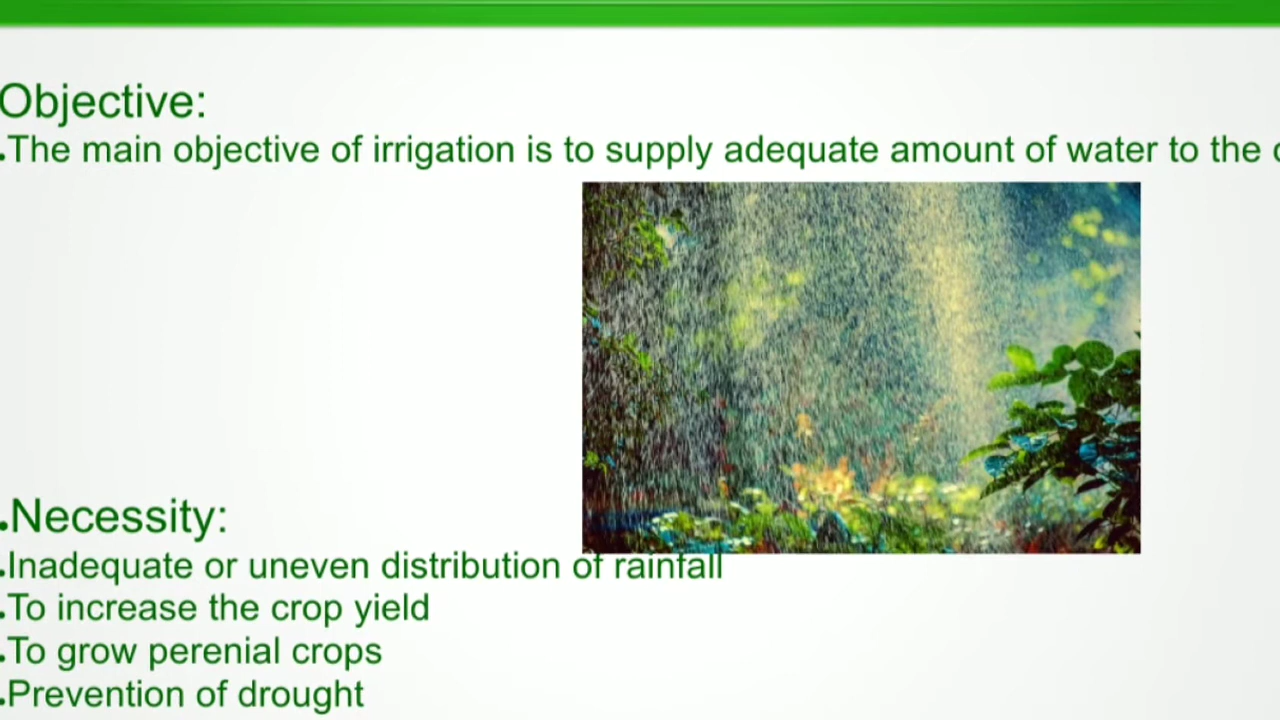 Objective:
.The main objective of irrigation is to supply adequate amount of water to the
.Necessity:
.Inadequate or uneven distribution of rainfall
.To increase the crop yield
.To grow perenial crops
.Prevention of drought